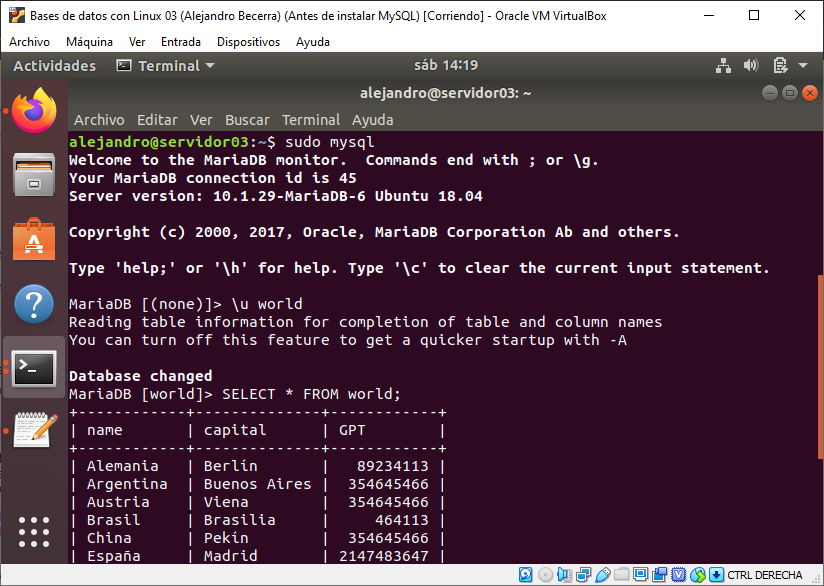 Bases de datos con Linux 03 (Alejandro Becerra) (Antes de instalar MySQL) [Corriendo] - Oracle VM VirtualBox
Archivo Máquina Ver Entrada Dispositivos Ayuda
Actividades Terminal sáb 14:19
alejandro@servidor03: ~
Archivo Editar Ver Buscar Terminal Ayuda
alejandro@servidor03:~$ sudo mysql
Welcome to the MariaDB monitor.  Commands end with ; or \g.
Your MariaDB connection id is 45
Server version: 10.1.29-MariaDB-6 Ubuntu 18.04
Copyright (c) 2000, 2017, Oracle, MariaDB Corporation Ab and others.
Type 'help;' or '\h' for help. Type '\c' to clear the current input statement.
MariaDB [(none)]> \u world
Reading table information for completion of table and column names
You can turn off this feature to get a quicker startup with -A
Database changed
MariaDB [world]> SELECT * FROM world;
+------------+--------------+------------+
| name       | capital      | GPT        |
+------------+--------------+------------+
| Alemania   | Berlín       |   89234113 |
| Argentina  | Buenos Aires |  354645466 |
| Austria    | Viena        |  354645466 |
| Brasil     | Brasilia     |     464113 |
| China      | Pekín        |  354645466 |
| España     | Madrid       | 2147483647 |
CTRL DERECHA